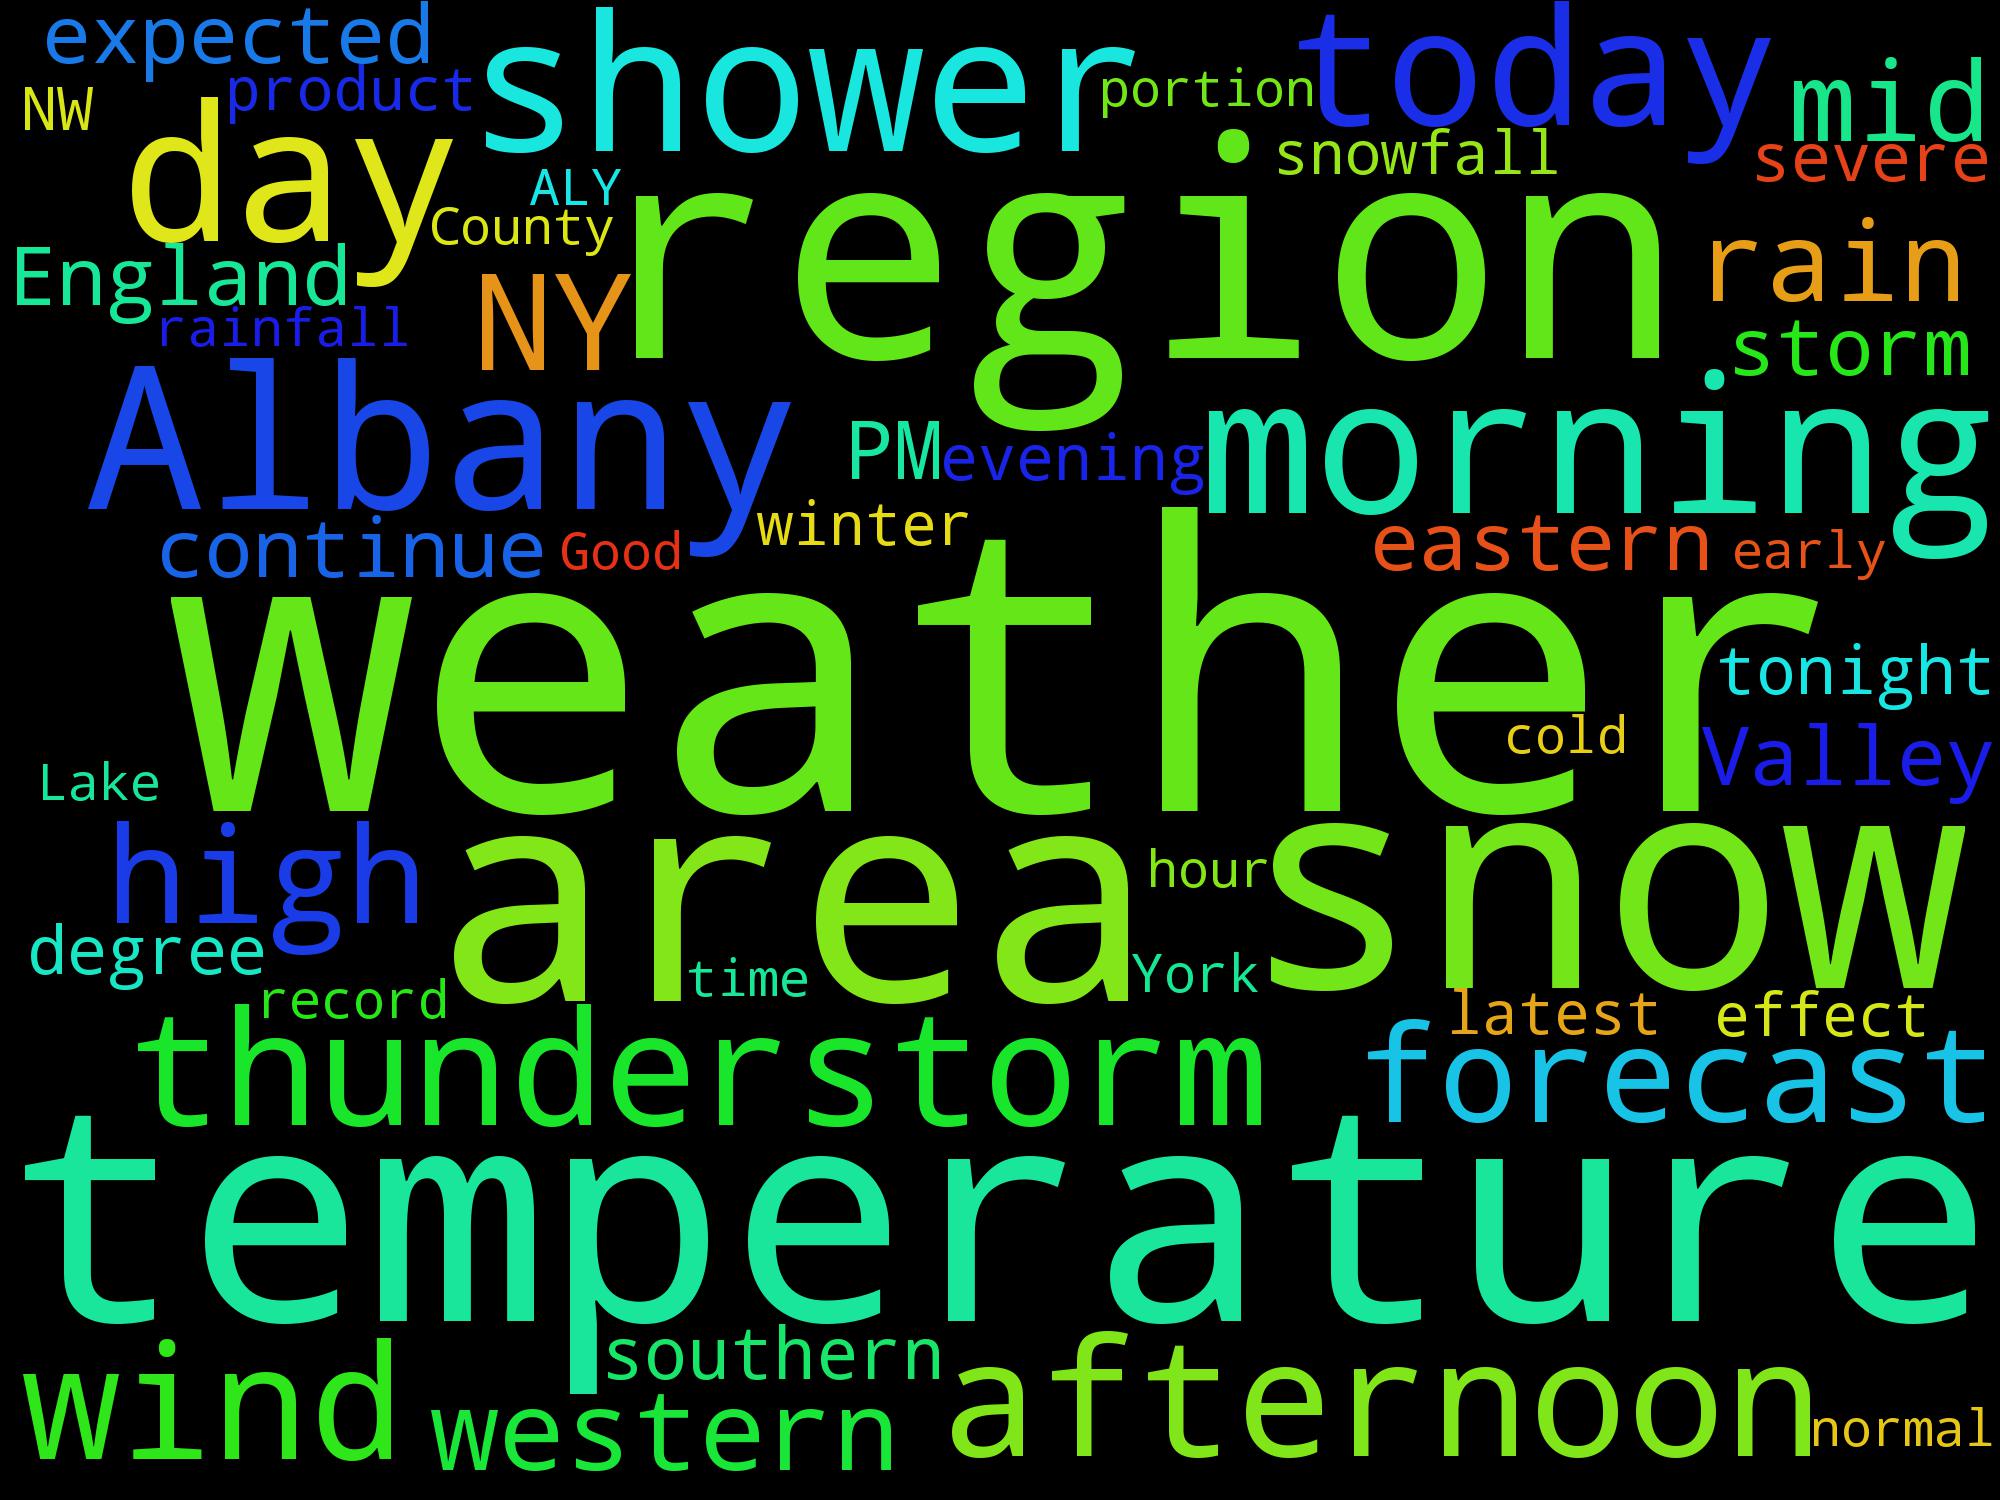 expected
shower
today
product
portion
mid
NW
day
snowfall
severe
ALY
County
region
rain
England
NY
rainfall
storm
Albany
PM
evening
morning
winter
continue
Good
eastern
early
weather
tonight
cold
Valley
Lake
high
area
hour
snow
degree
time
York
record
latest
effect
thunderstorm
forecast
temperature
southern
wind
western
afternoon
normal